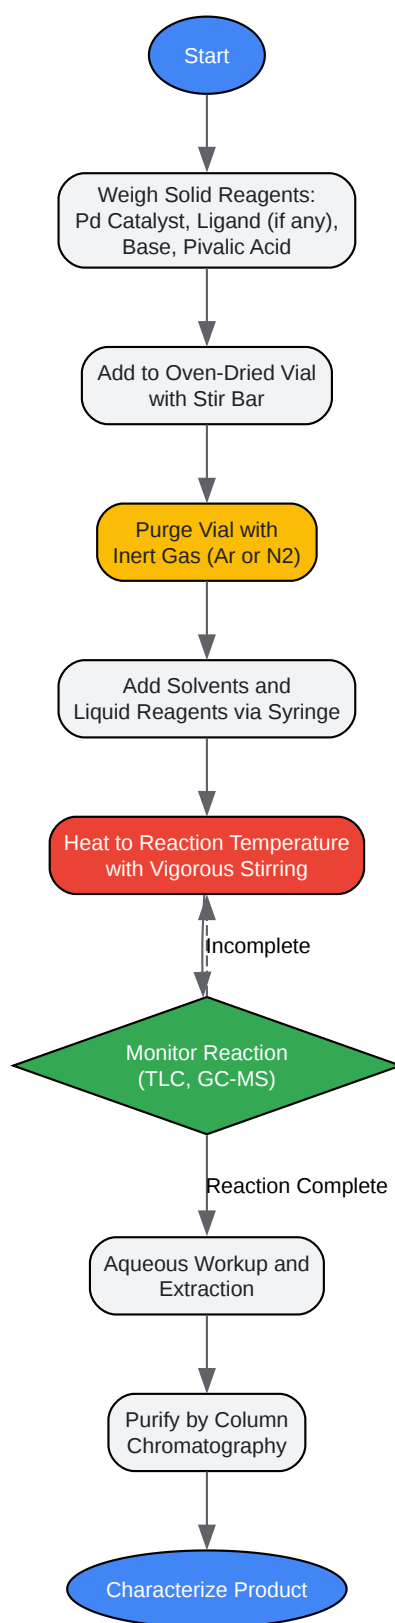 Start
Weigh Solid Reagents:
Pd Catalyst, Ligand (if any),
Base, Pivalic Acid
Add to Oven-Dried Vial
with Stir Bar
Purge Vial with
Inert Gas (Ar or N2)
Add Solvents and
Liquid Reagents via Syringe
Heat to Reaction Temperature
with Vigorous Stirring
Incomplete
Monitor Reaction
(TLC, GC-MS)
Reaction Complete
Aqueous Workup and
Extraction
Purify by Column
Chromatography
Characterize Product